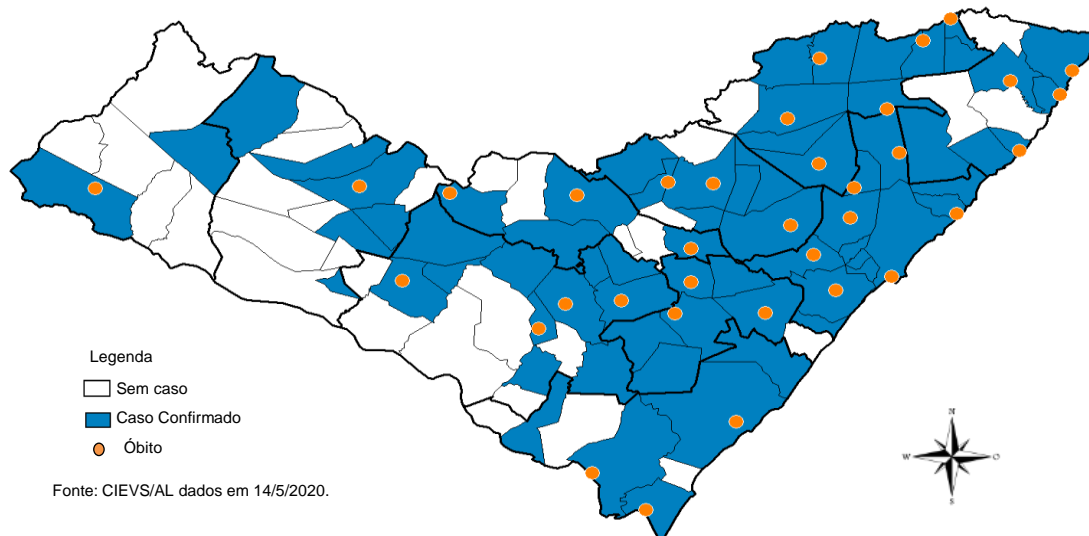 Legenda
Sem caso
Caso Confirmado
Óbito
Fonte: CIEVS/AL dados em 14/5/2020.
N
W
O
S